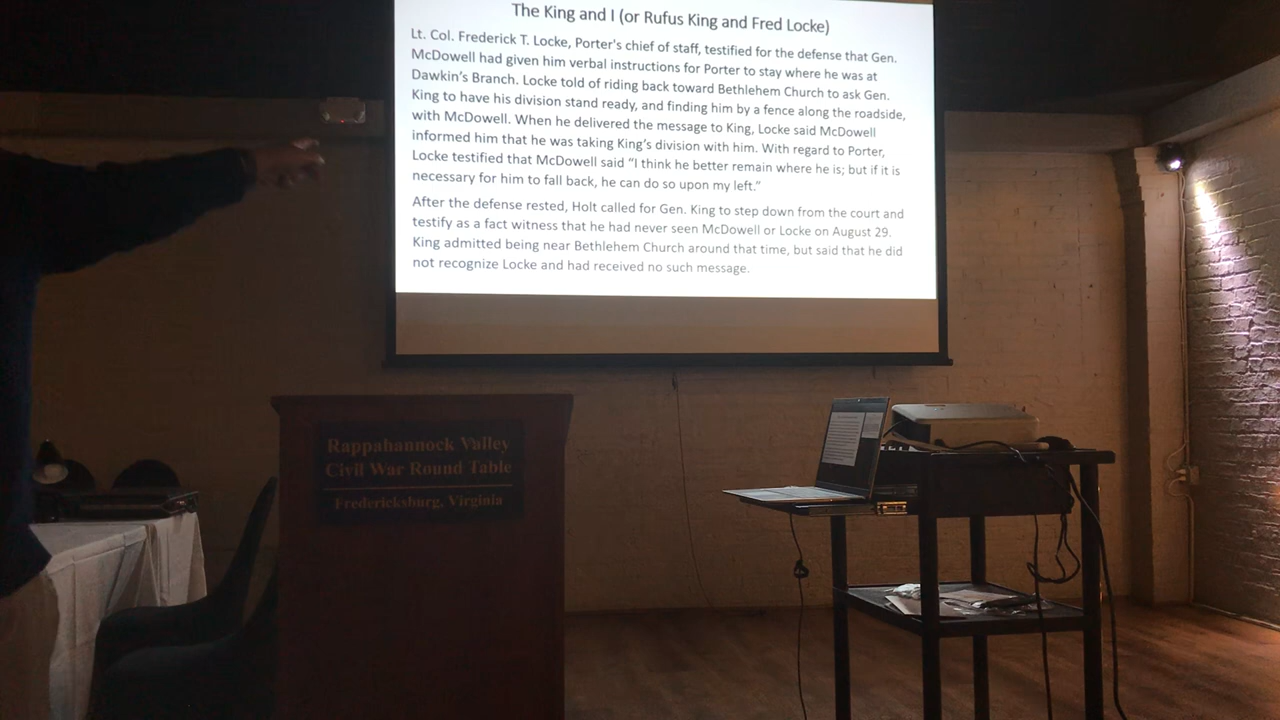 The King and I (or Rufus King and Fred Locke)
Lt. Col. Frederick T. Locke, Porter's chief of staff, testified for the defense that Gen.
McDowell had given him verbal instructions for Porter to stay where he was at
Dawkin's Branch. Locke told of riding back toward Bethlehem Church to ask Gen.
King to have his division stand ready, and finding him by a fence along the roadside,
with McDowell. When he delivered the message to King, Locke said McDowell
informed him that he was taking King's division with him. With regard to Porter,
Locke testified that McDowell said “I think he better remain where he is; but if it is
necessary for him to fall back, he can do so upon my left.”
After the defense rested, Holt called for Gen. King to step down from the court and
testify as a fact witness that he had never seen McDowell or Locke on August 29.
King admitted being near Bethlehem Church around that time, but said that he did
not recognize Locke and had received no such message.
Rappahannock Valley
Civil War Round Table
Fredericksburg, Virginia